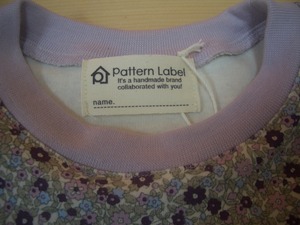 Pattern Label
It's a handmade brand
collaborated with you!
name.